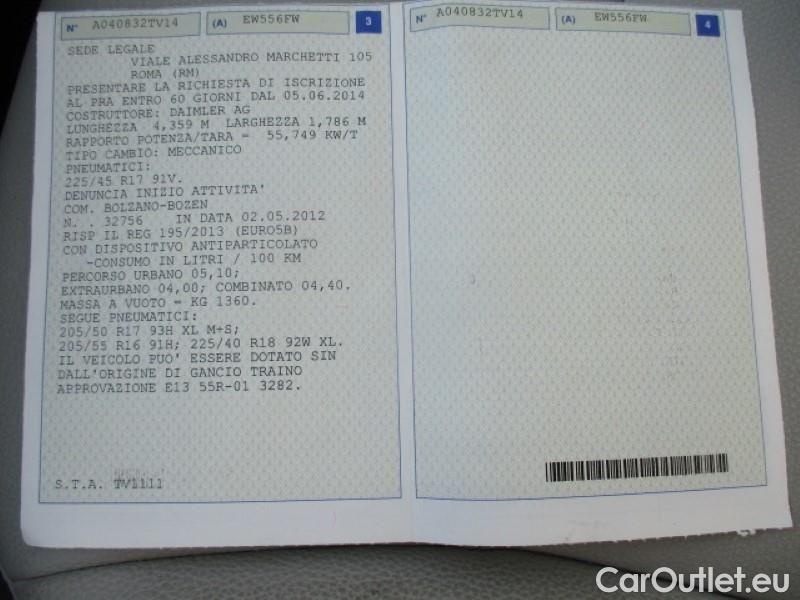 N° A040832TV14 (A) EW556FW 3
SEDE LEGALE
VIALE ALESSANDRO MARCHETTI 105
ROMA (RM)
PRESENTARE LA RICHIESTA DI ISCRIZIONE
AL PRA ENTRO 60 GIORNI DAL 05.06.2014
COSTRUTTORE: DAIMLER AG
LUNGHEZZA 4,359 M LARGHEZZA 1,786 M
RAPPORTO POTENZA/TARA = 55,749 KW/T
TIPO CAMBIO: MECCANICO
PNEUMATICI:
225/45 R17 91V.
DENUNCIA INIZIO ATTIVITA'
COM. BOLZANO-BOZEN
N. . 32756 IN DATA 02.05.2012
RISP IL REG 195/2013 (EURO5B)
CON DISPOSITIVO ANTIPARTICOLATO
-CONSUMO IN LITRI / 100 KM
PERCORSO URBANO 05,10;
EXTRAURBANO 04,00; COMBINATO 04,40.
MASSA A VUOTO = KG 1360.
SEGUE PNEUMATICI:
205/50 R17 93H XL M+S;
205/55 R16 91H; 225/40 R18 92W XL.
IL VEICOLO PUO' ESSERE DOTATO SIN
DALL'ORIGINE DI GANCIO TRAINO
APPROVAZIONE E13 55R-01 3282.
S.T.A. TV1111
N° A040832TV14 (A) EW556FW 4
CarOutlet.eu